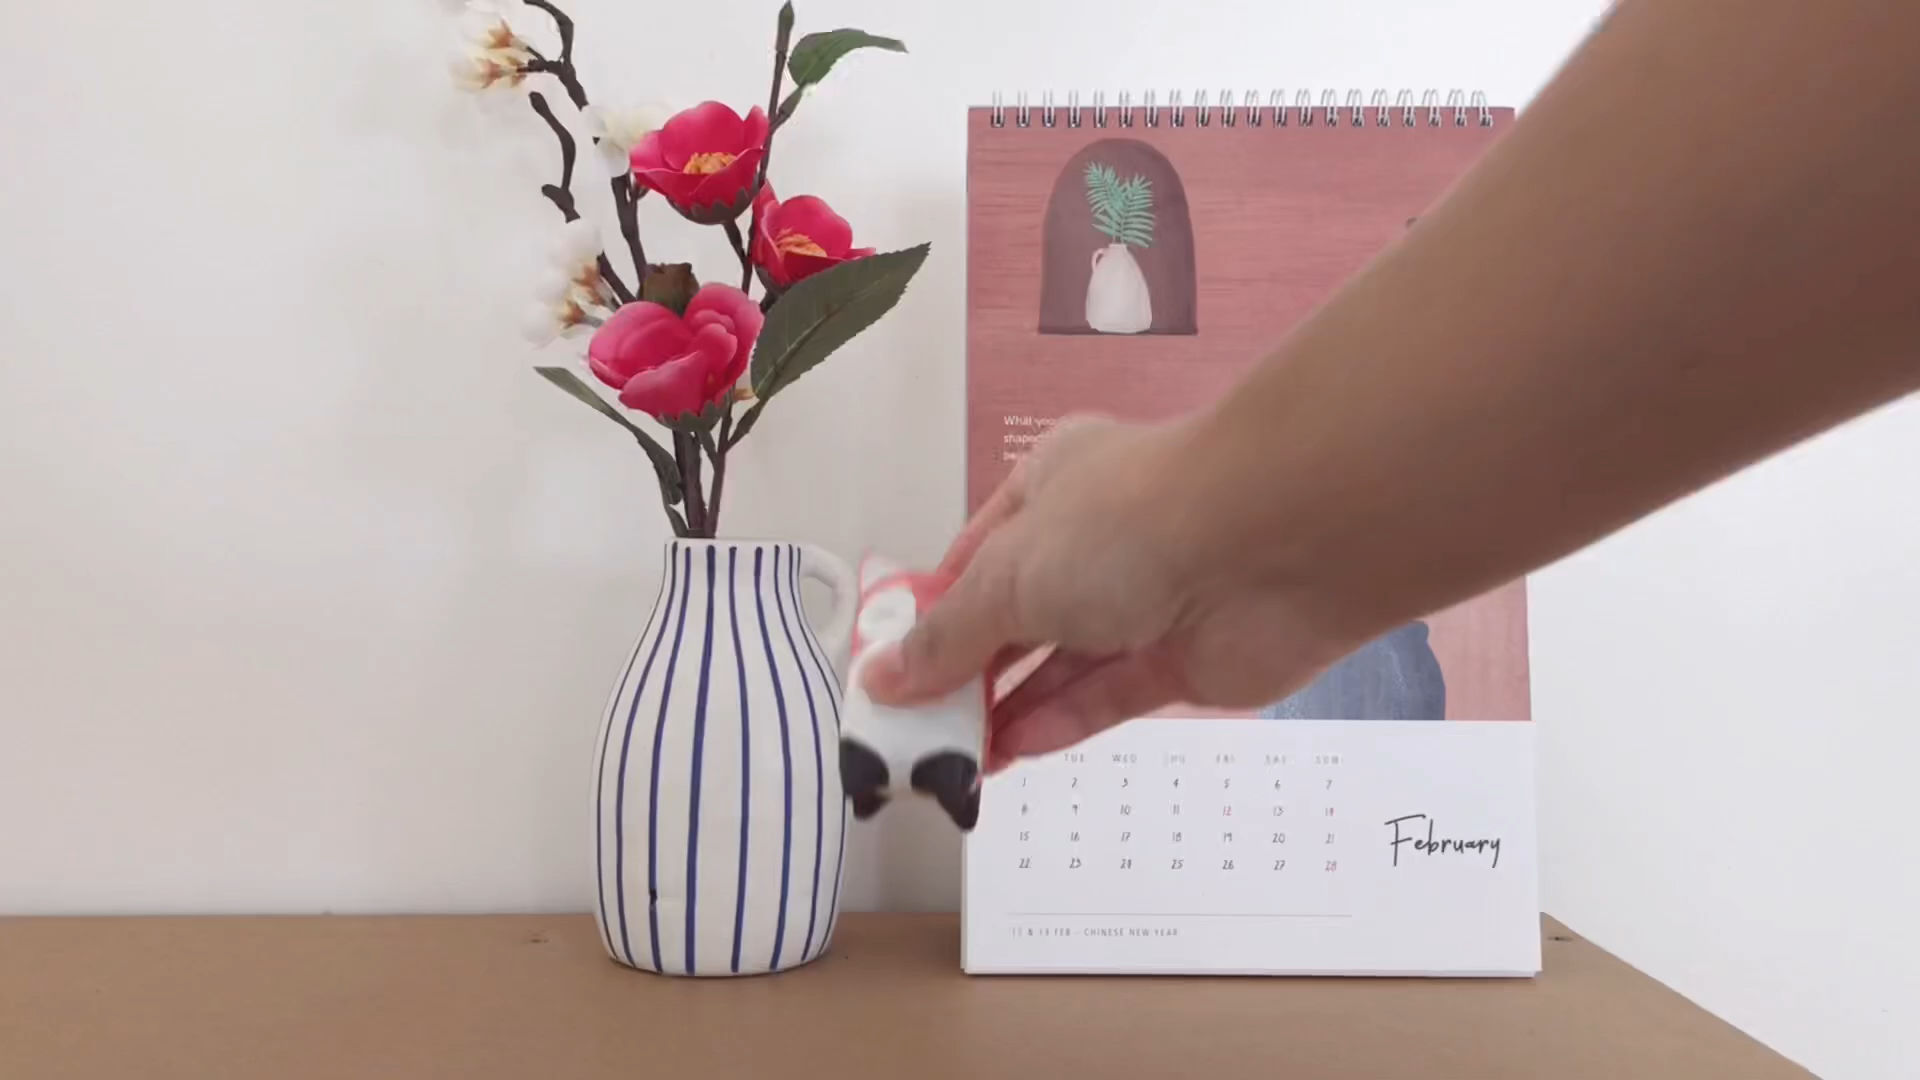 What you
shape
TUE WED THU FRI SAT SUN
1 2 3 4 5 6 7
8 9 10 11 12 13 14
15 16 17 18 19 20 21
22 23 24 25 26 27 28
February
FEB - CHINESE NEW YEAR